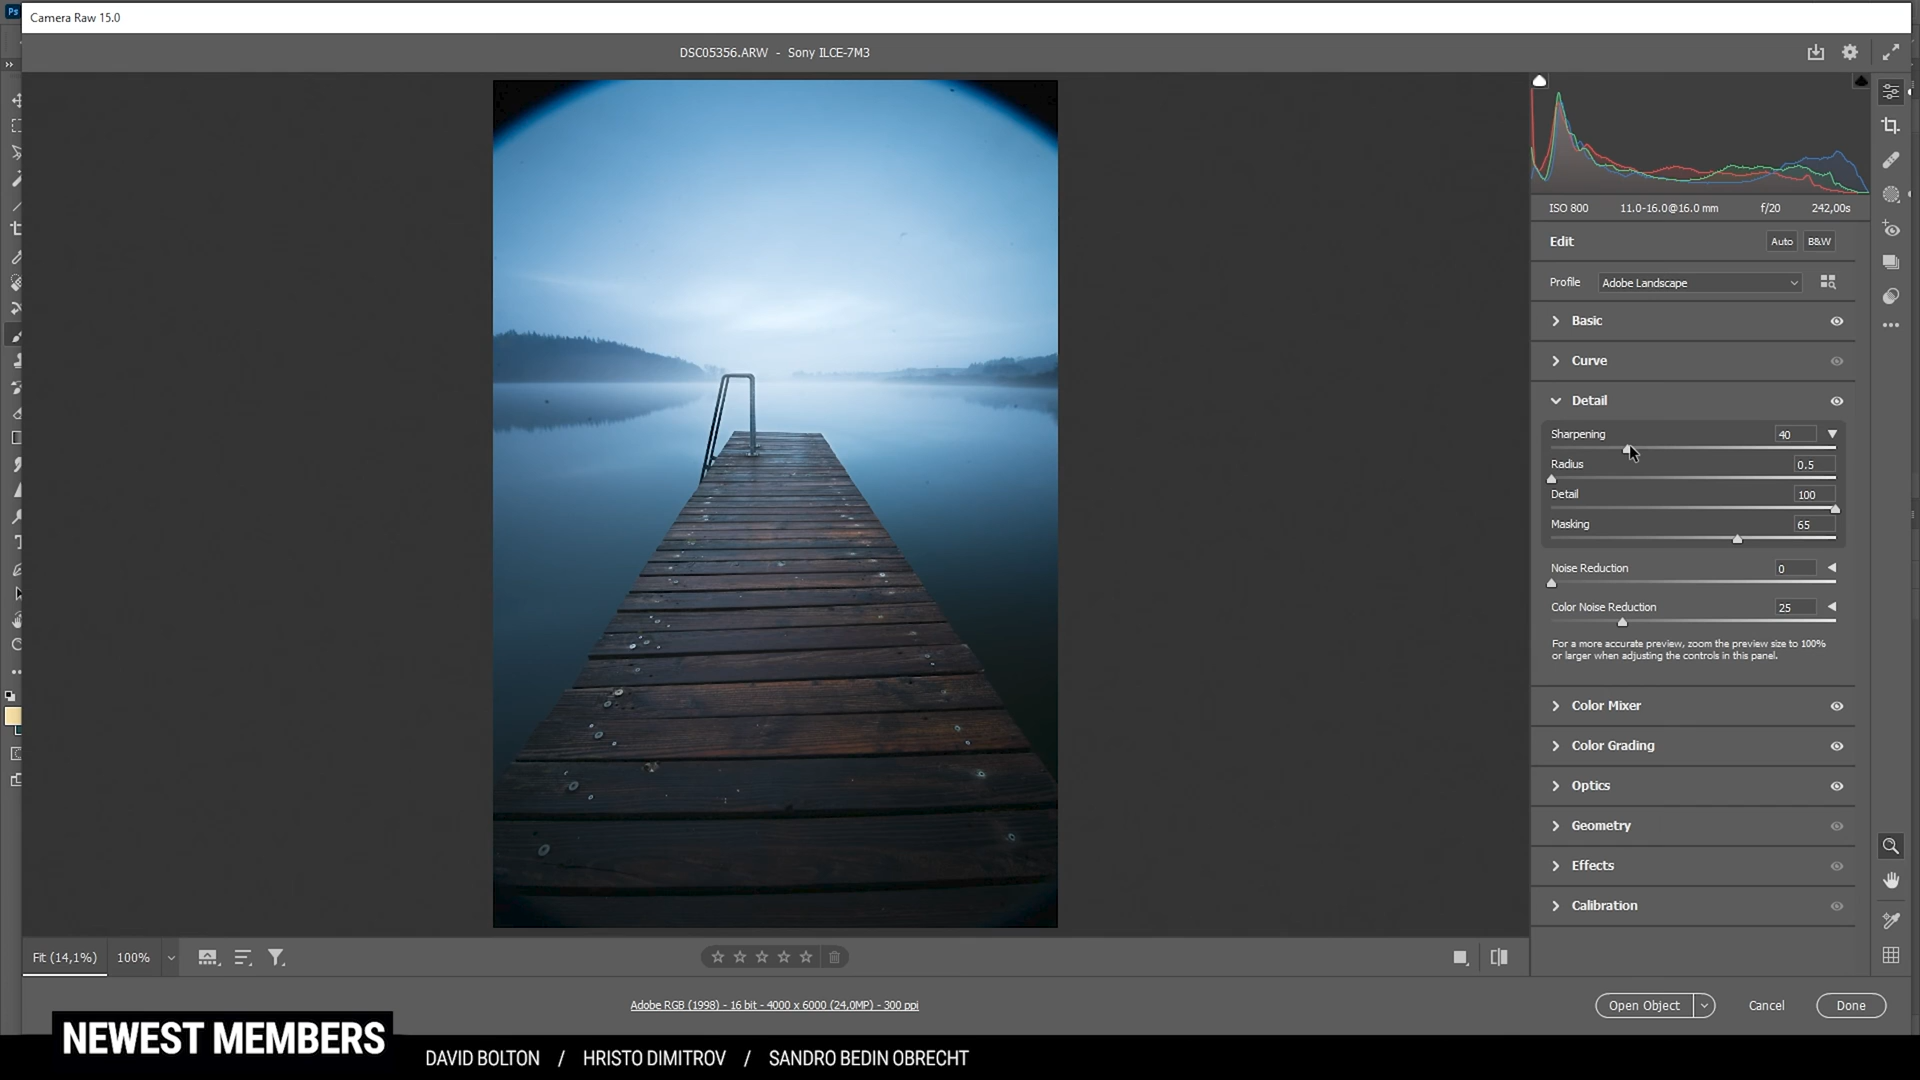 Ps
Camera Raw 15.0
DSC05356.ARW - Sony ILCE-7M3
ISO 800 11.0-16.0@16.0 mm f/20 242,00s
Edit Auto B&W
Profile Adobe Landscape
Basic
Curve
Detail
Sharpening 40
Radius 0.5
Detail 100
Masking 65
Noise Reduction 0
Color Noise Reduction 25
For a more accurate preview, zoom the preview size to 100%
or larger when adjusting the controls in this panel.
Color Mixer
Color Grading
Optics
Geometry
Effects
Calibration
Fit (14,1%) 100%
Adobe RGB (1998) - 16 bit - 4000 x 6000 (24,0MP) - 300 ppi
Open Object Cancel Done
NEWEST MEMBERS
DAVID BOLTON / HRISTO DIMITROV / SANDRO BEDIN OBRECHT